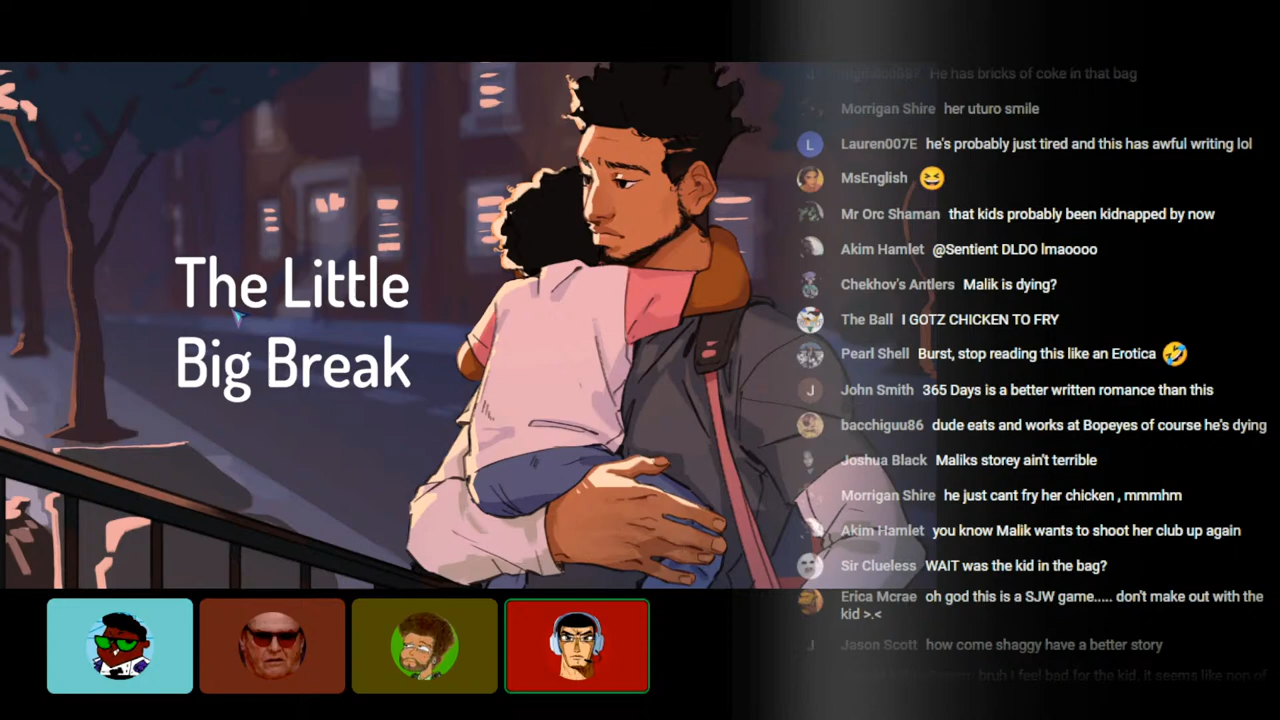 The Little
Big Break
He has bricks of coke in that bag
Morrigan Shire her uturo smile
L Lauren007E he's probably just tired and this has awful writing lol
MsEnglish 😆
Mr Orc Shaman that kids probably been kidnapped by now
Akim Hamlet @Sentient DLDO lmaoooo
Chekhov's Antlers Malik is dying?
The Ball I GOTZ CHICKEN TO FRY
Pearl Shell Burst, stop reading this like an Erotica 🤣
J John Smith 365 Days is a better written romance than this
bacchiguu86 dude eats and works at Bopeyes of course he's dying
Joshua Black Maliks storey ain't terrible
Morrigan Shire he just cant fry her chicken , mmmhm
Akim Hamlet you know Malik wants to shoot her club up again
Sir Clueless WAIT was the kid in the bag?
Erica Mcrae oh god this is a SJW game..... don't make out with the
kid >.<
J Jason Scott how come shaggy have a better story
bruh I feel bad for the kid, it seems like non of